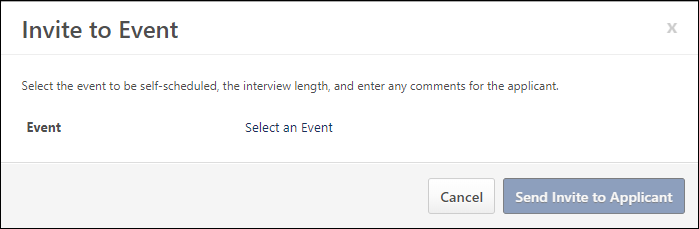 Invite to Event
x
Select the event to be self-scheduled, the interview length, and enter any comments for the applicant.
Event Select an Event
Cancel Send Invite to Applicant